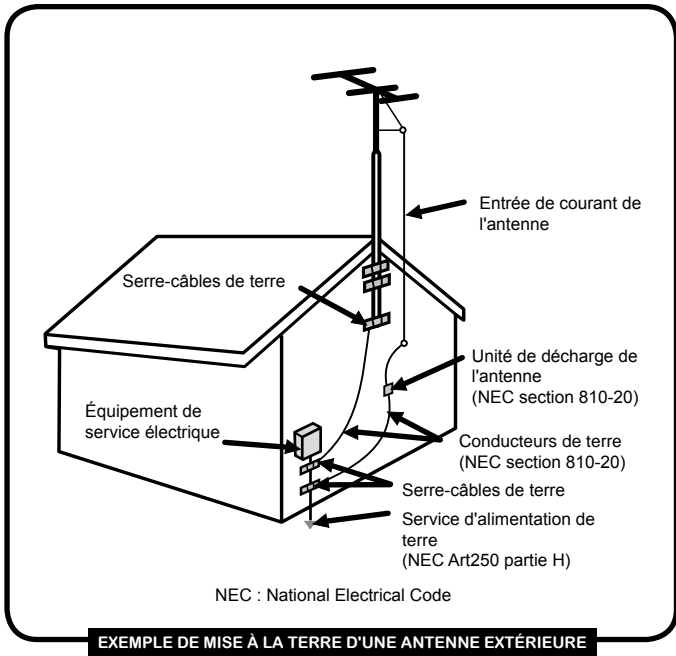 Entrée de courant de
l'antenne
Serre-câbles de terre
Unité de décharge de
l'antenne
(NEC section 810-20)
Équipement de
service électrique
Conducteurs de terre
(NEC section 810-20)
Serre-câbles de terre
Service d'alimentation de
terre
(NEC Art250 partie H)
NEC : National Electrical Code
EXEMPLE DE MISE À LA TERRE D'UNE ANTENNE EXTÉRIEURE